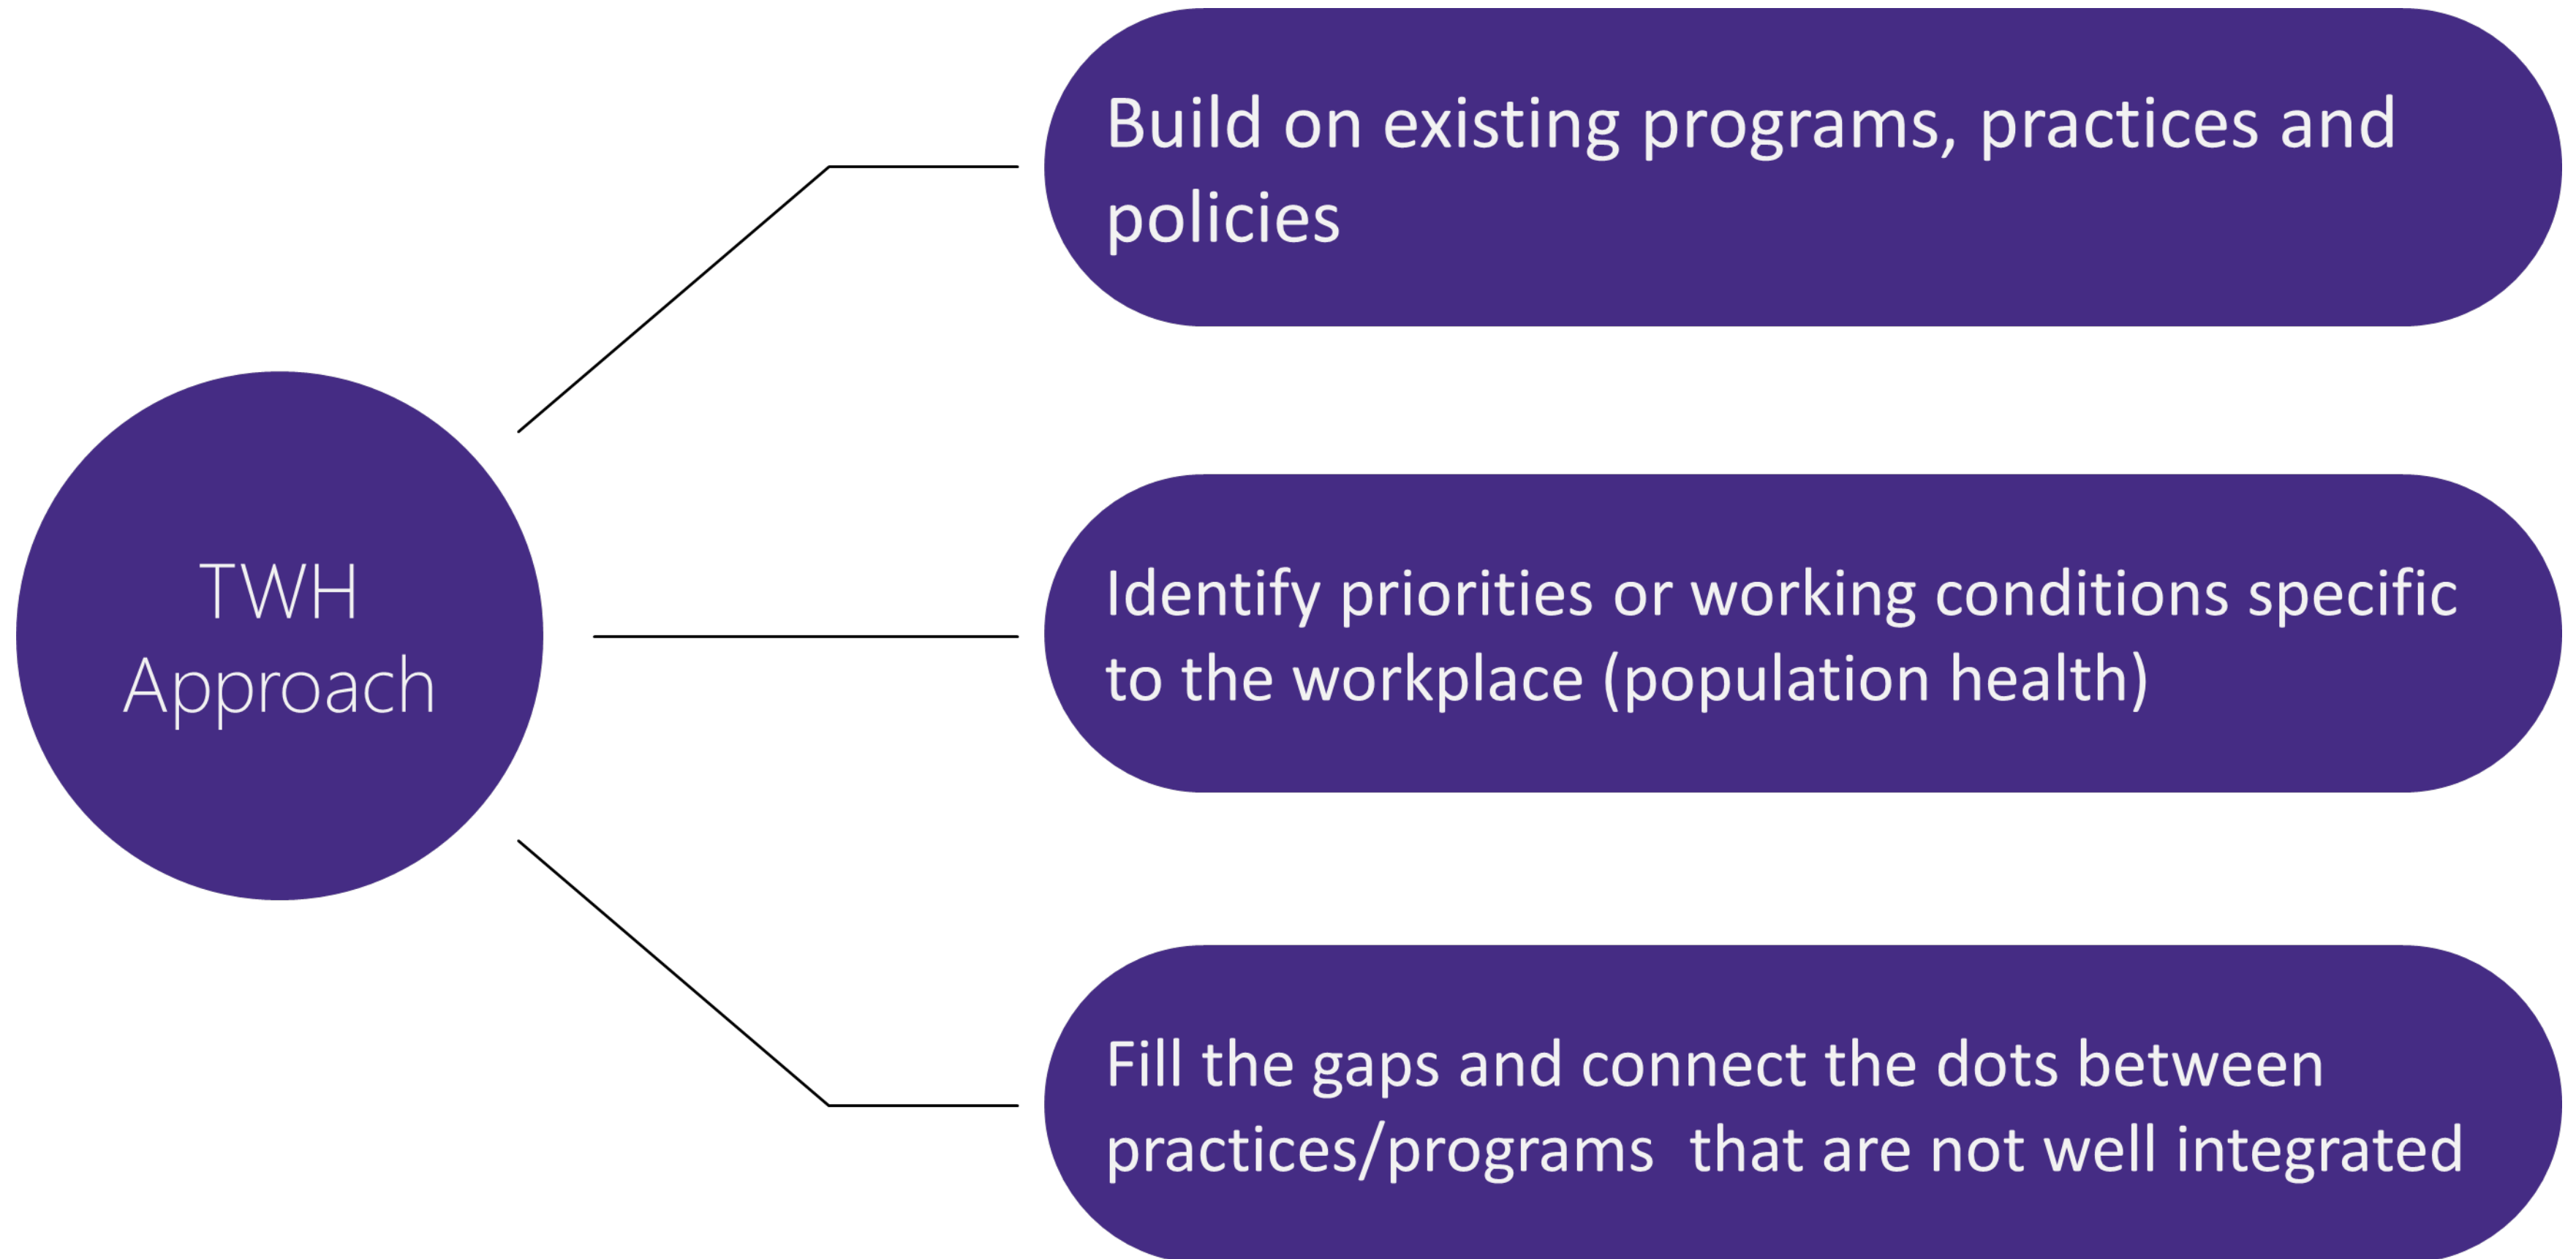 TWH
Approach
Build on existing programs, practices and
policies
Identify priorities or working conditions specific
to the workplace (population health)
Fill the gaps and connect the dots between
practices/programs  that are not well integrated